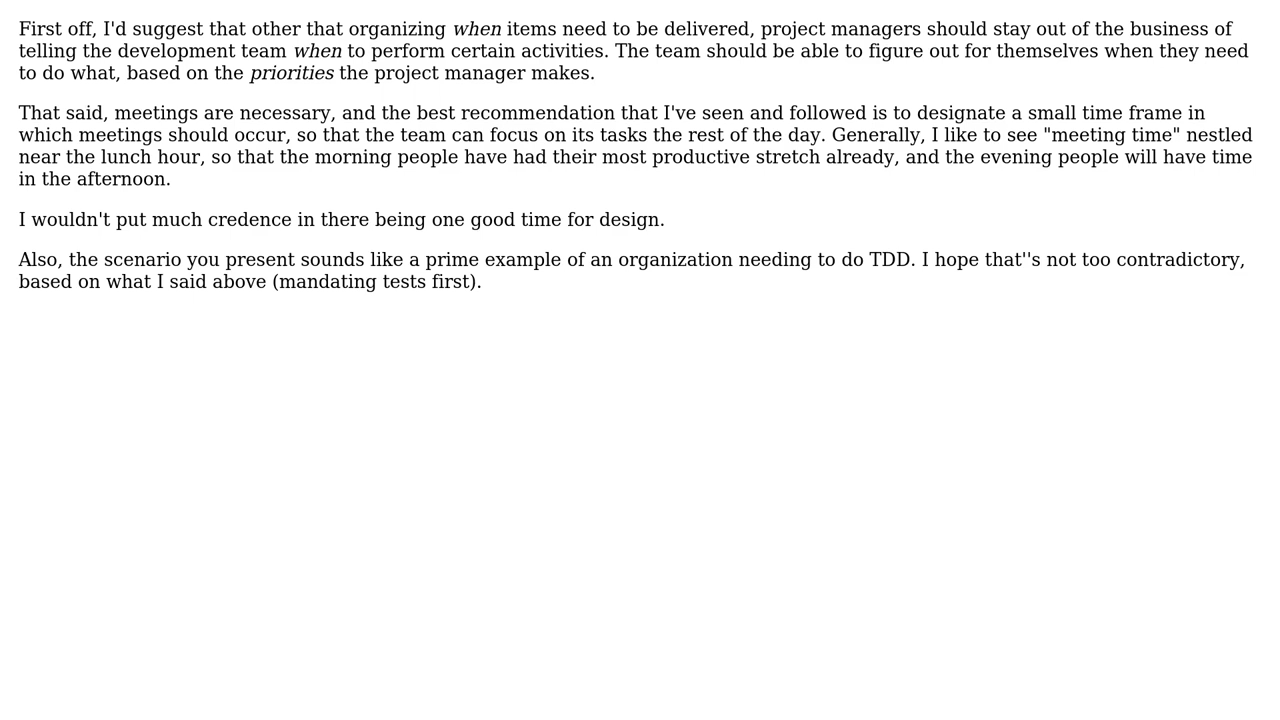 First off, I'd suggest that other that organizing when items need to be delivered, project managers should stay out of the business of
telling the development team when to perform certain activities. The team should be able to figure out for themselves when they need
to do what, based on the priorities the project manager makes.
That said, meetings are necessary, and the best recommendation that I've seen and followed is to designate a small time frame in
which meetings should occur, so that the team can focus on its tasks the rest of the day. Generally, I like to see "meeting time" nestled
near the lunch hour, so that the morning people have had their most productive stretch already, and the evening people will have time
in the afternoon.
I wouldn't put much credence in there being one good time for design.
Also, the scenario you present sounds like a prime example of an organization needing to do TDD. I hope that''s not too contradictory,
based on what I said above (mandating tests first).